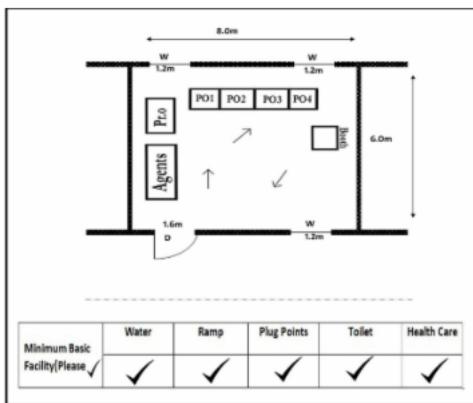 8.0m
W
W
1.2m
1.2m
PO1 PO2 PO3 PO4
Pr.o
Booth
6.0m
Agents
1.6m
D
W
1.2m
Water Ramp Plug Points Toilet Health Care
Minimum Basic
Facility(Please ✓ ✓ ✓ ✓ ✓ ✓